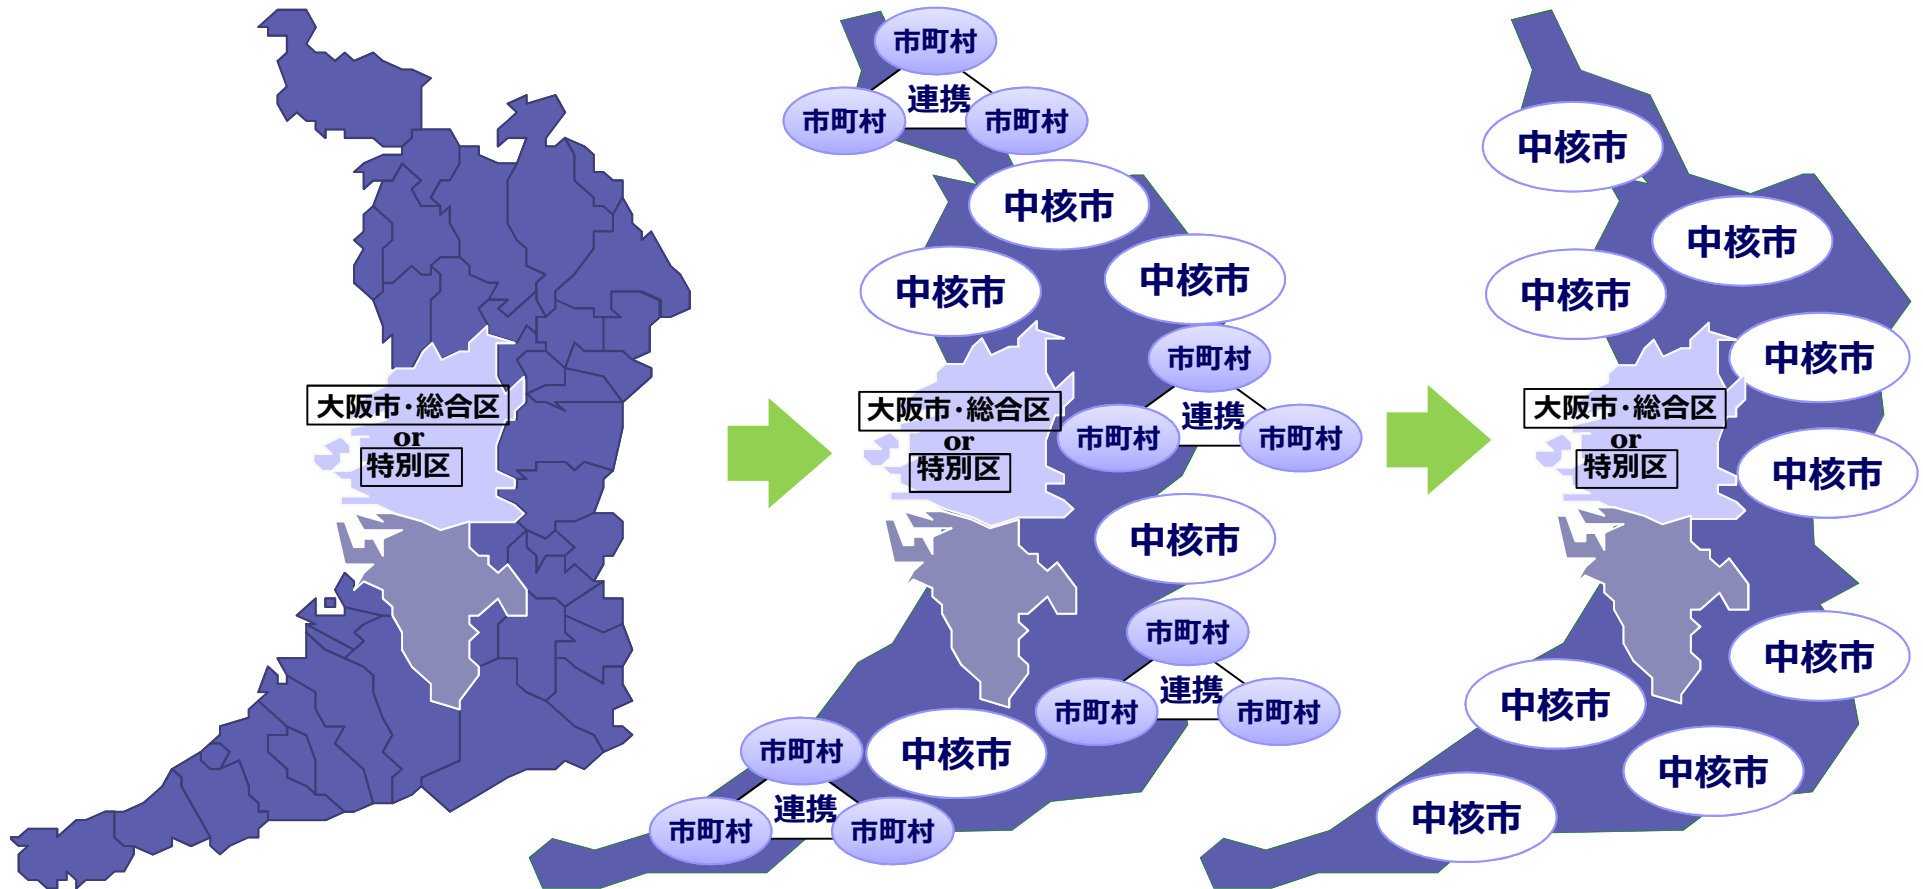 大阪市・総合区
or
特別区
市町村
連携
市町村
市町村
中核市
中核市
中核市
市町村
連携
市町村
市町村
大阪市・総合区
or
特別区
中核市
市町村
連携
市町村
市町村
市町村
連携
市町村
市町村
中核市
中核市
中核市
中核市
中核市
大阪市・総合区
or
特別区
中核市
中核市
中核市
中核市
中核市